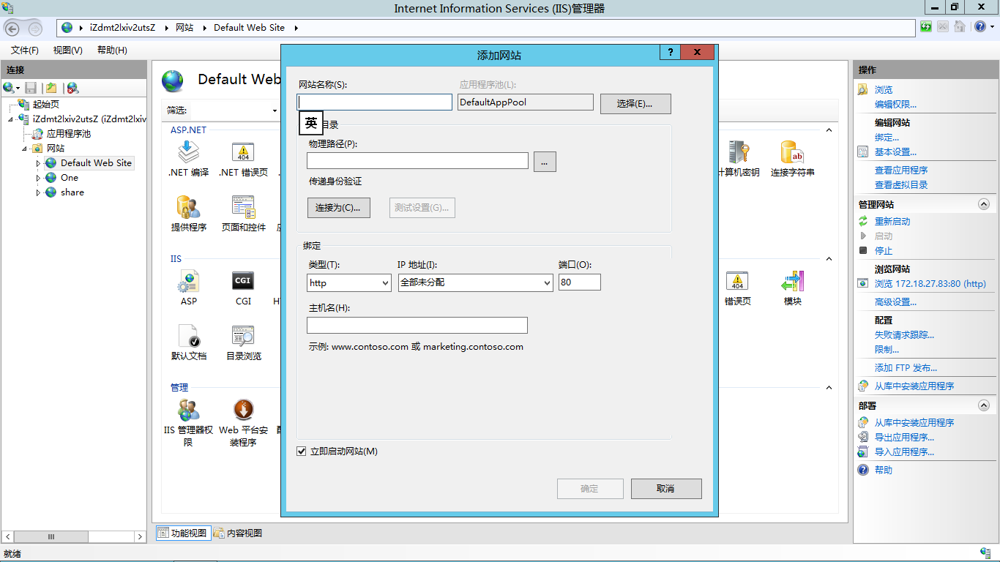 Internet Information Services (IIS)管理器
iZdmt2lxiv2utsZ 网站 Default Web Site
文件(F) 视图(V) 帮助(H)
连接
起始页
iZdmt2lxiv2utsZ (iZdmt2lxiv
应用程序池
网站
Default Web Site
One
share
Default Web
筛选:
ASP.NET
.NET 编译
.NET 错误页
计算机密钥
连接字符串
提供程序
页面和控件
IIS
ASP
CGI
CGI
404
404
错误页
模块
ab
默认文档
目录浏览
管理
IIS 管理器权限
Web 平台安装程序
功能视图
内容视图
就绪
添加网站
?
网站名称(S):
应用程序池(L):
DefaultAppPool
选择(E)...
英
目录
物理路径(P):
...
传递身份验证
连接为(C)...
测试设置(G)...
绑定
类型(T):
IP 地址(I):
端口(O):
http
全部未分配
80
主机名(H):
示例: www.contoso.com 或 marketing.contoso.com
立即启动网站(M)
确定
取消
操作
浏览
编辑权限...
编辑网站
绑定...
基本设置...
查看应用程序
查看虚拟目录
管理网站
重新启动
启动
停止
浏览网站
浏览 172.18.27.83:80 (http)
高级设置...
配置
失败请求跟踪...
限制...
添加 FTP 发布...
从库中安装应用程序
部署
从库中安装应用程序
导出应用程序...
导入应用程序...
帮助